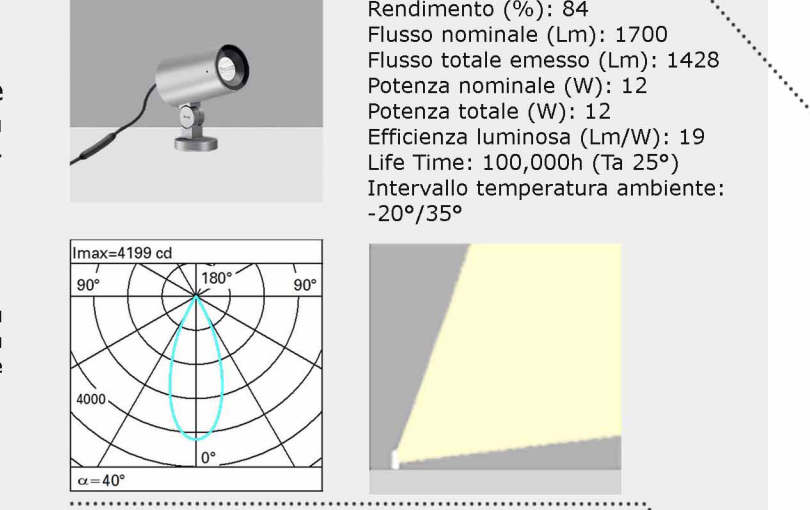 Rendimento (%): 84
Flusso nominale (Lm): 1700
Flusso totale emesso (Lm): 1428
Potenza nominale (W): 12
Potenza totale (W): 12
Efficienza luminosa (Lm/W): 19
Life Time: 100,000h (Ta 25°)
Intervallo temperatura ambiente:
-20°/35°
Imax=4199 cd
90° 180° 90°
4000
0°
α=40°